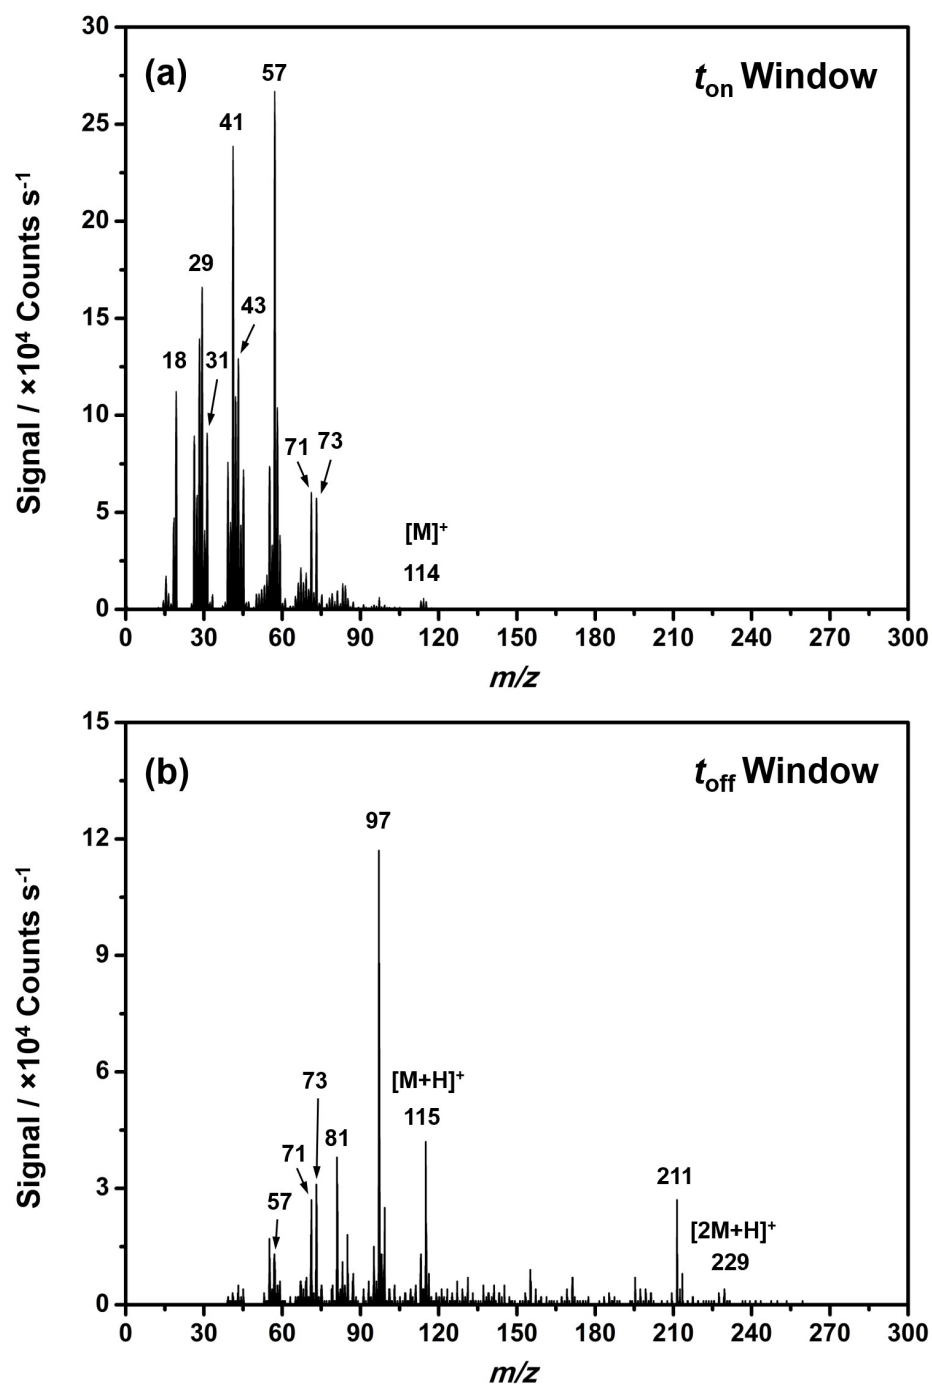 30
(a)
57
t_on Window
25
41
20
29
43
15
18
31
10
71
73
5
[M]⁺
114
0
0 30 60 90 120 150 180 210 240 270 300
Signal / ×10⁴ Counts s⁻¹
m/z
15
(b)
t_off Window
97
12
9
6
[M+H]⁺
73
115
81
71
3
57
211
[2M+H]⁺
229
0
0 30 60 90 120 150 180 210 240 270 300
Signal / ×10⁴ Counts s⁻¹
m/z